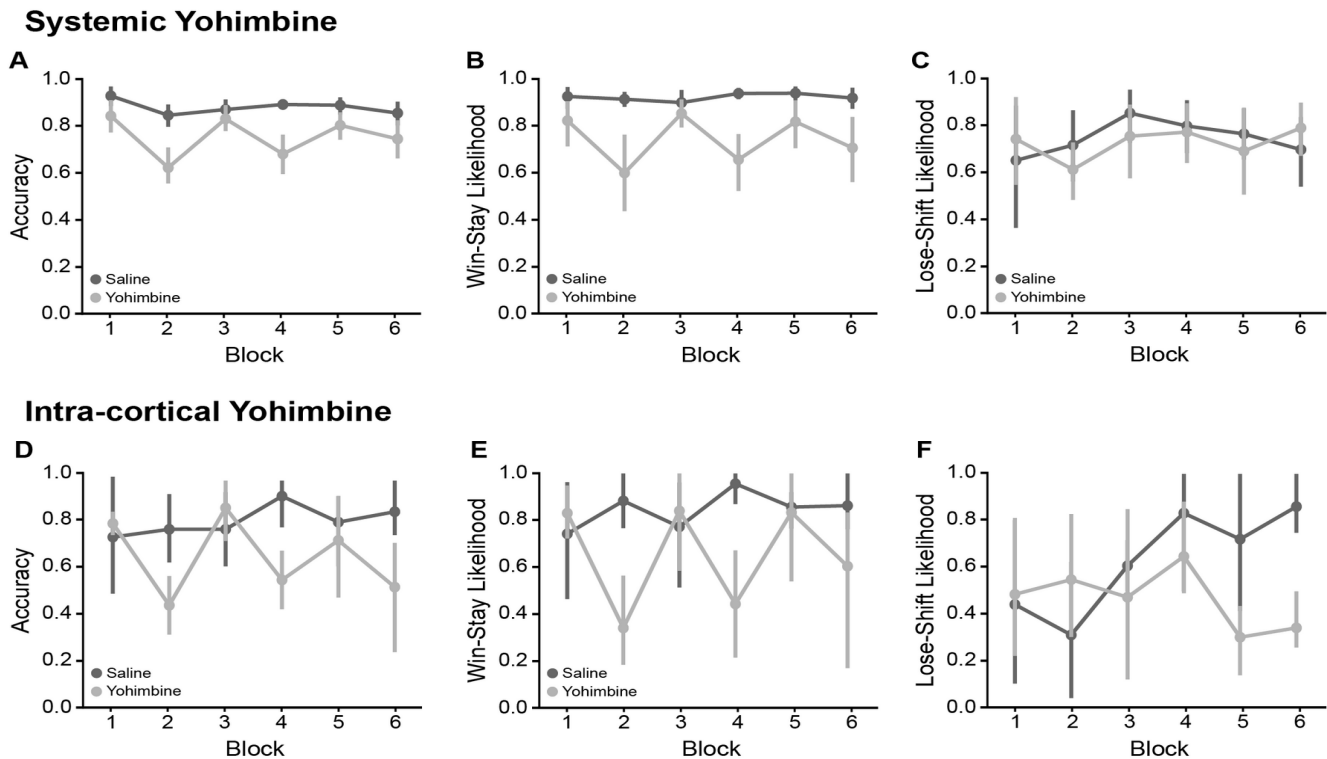 Systemic Yohimbine
A
Accuracy
1.0
0.8
0.6
0.4
0.2
0.0
Saline
Yohimbine
1 2 3 4 5 6
Block
B
Win-Stay Likelihood
1.0
0.8
0.6
0.4
0.2
0.0
Saline
Yohimbine
1 2 3 4 5 6
Block
C
Lose-Shift Likelihood
1.0
0.8
0.6
0.4
0.2
0.0
Saline
Yohimbine
1 2 3 4 5 6
Block
Intra-cortical Yohimbine
D
Accuracy
1.0
0.8
0.6
0.4
0.2
0.0
Saline
Yohimbine
1 2 3 4 5 6
Block
E
Win-Stay Likelihood
1.0
0.8
0.6
0.4
0.2
0.0
Saline
Yohimbine
1 2 3 4 5 6
Block
F
Lose-Shift Likelihood
1.0
0.8
0.6
0.4
0.2
0.0
1 2 3 4 5 6
Block